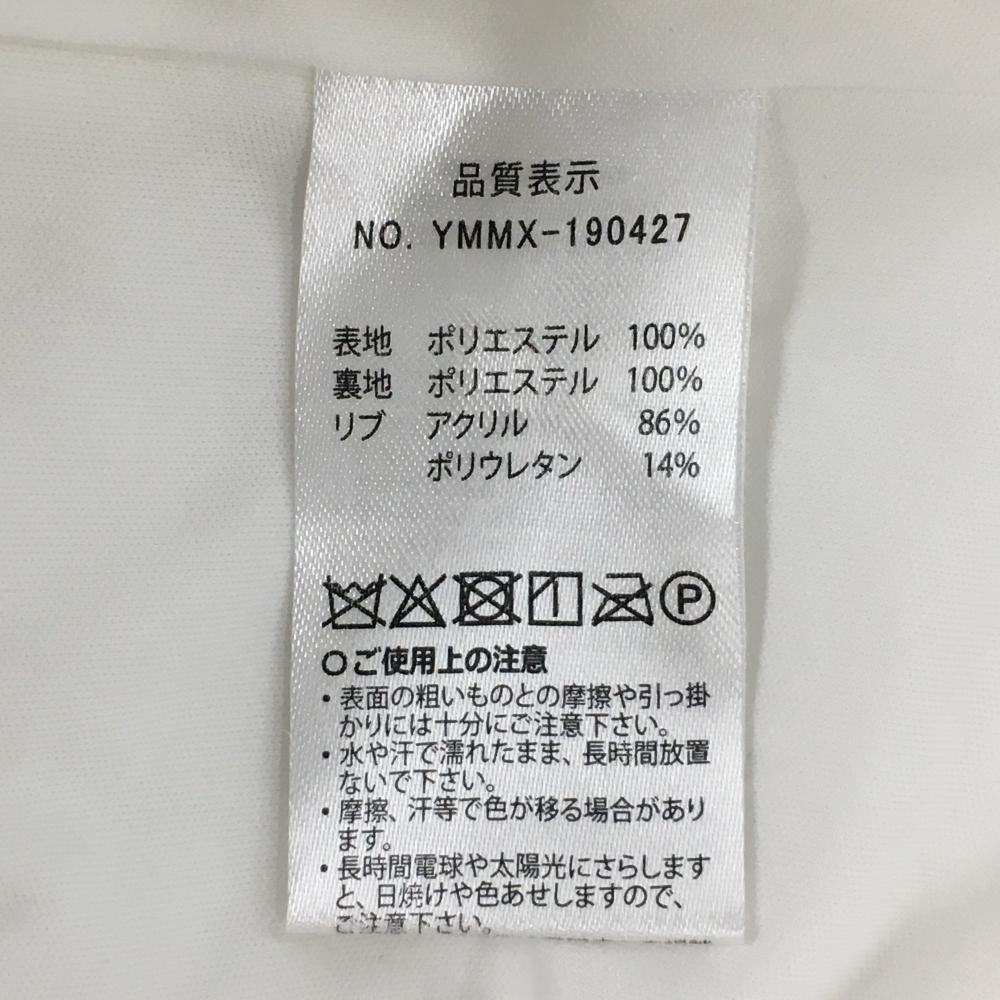 品質表示
NO. YMMX-190427
表地 ポリエステル 100%
裏地 ポリエステル 100%
リブ アクリル 86%
ポリウレタン 14%
P
○ご使用上の注意
・表面の粗いものとの摩擦や引っ掛
かりには十分にご注意下さい。
・水や汗で濡れたまま、長時間放置
ないで下さい。
・摩擦、汗等で色が移る場合があり
ます。
・長時間電球や太陽光にさらします
と、日焼けや色あせしますので、
ご注意下さい。